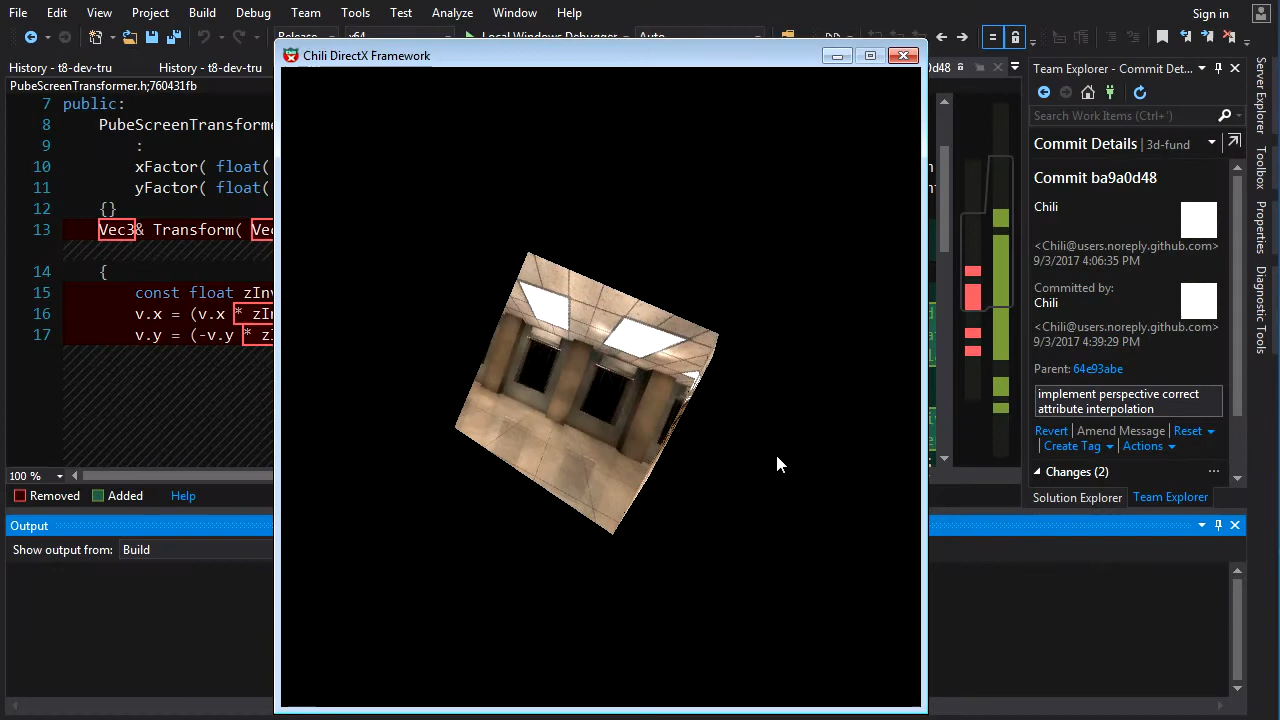 File Edit View Project Build Debug Team Tools Test Analyze Window Help
Sign in
Auto
Chili DirectX Framework
History - t8-dev-tru History - t8-dev-tru
PubeScreenTransformer.h;760431fb
7 public:
8 PubeScreenTransforme
9 :
10 xFactor( float(
11 yFactor( float(
12 {}
13 Vec3& Transform( Vec
14 {
15 const float zInv
16 v.x = (v.x * zIn
17 v.y = (-v.y * z
100 %
Removed Added Help
Output
Show output from: Build
Team Explorer - Commit Det...
Search Work Items (Ctrl+')
Commit Details | 3d-fund
Commit ba9a0d48
Chili
<Chili@users.noreply.github.com>
9/3/2017 4:06:35 PM
Committed by:
Chili
<Chili@users.noreply.github.com>
9/3/2017 4:39:29 PM
Parent: 64e93abe
implement perspective correct
attribute interpolation
Revert | Amend Message | Reset
Create Tag | Actions
Changes (2) ...
Solution Explorer Team Explorer
Server Explorer
Toolbox
Properties
Diagnostic Tools